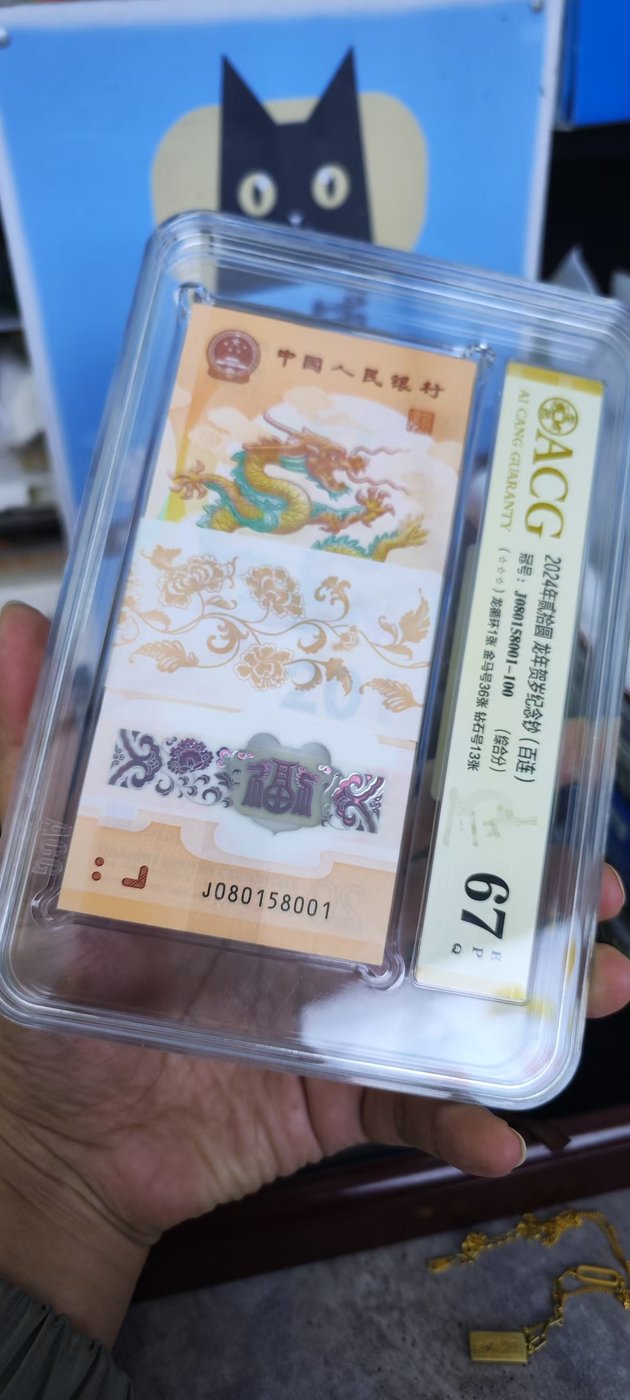 中国人民银行
J080158001
ACG
AI CANG GUARANTY
2024年贰拾圆 龙年贺岁纪念钞（百连）
冠号：J080158001-100 （综合分）
（☆☆☆）龙循环1张 金马号36张 钻石号13张
67
E
P
Q
ACG